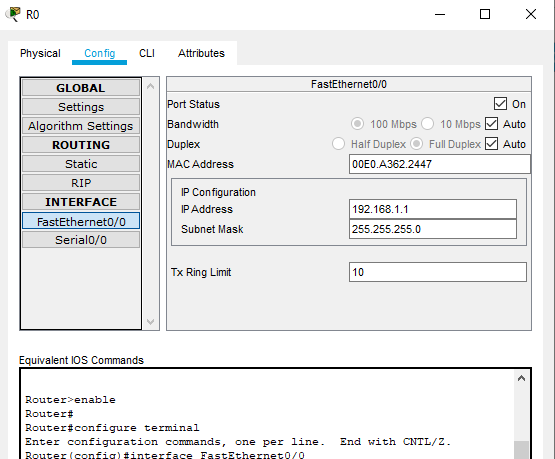 R0
Physical Config CLI Attributes
GLOBAL
Settings
Algorithm Settings
ROUTING
Static
RIP
INTERFACE
FastEthernet0/0
Serial0/0
FastEthernet0/0
Port Status On
Bandwidth 100 Mbps 10 Mbps Auto
Duplex Half Duplex Full Duplex Auto
MAC Address 00E0.A362.2447
IP Configuration
IP Address 192.168.1.1
Subnet Mask 255.255.255.0
Tx Ring Limit 10
Equivalent IOS Commands
Router>enable
Router#
Router#configure terminal
Enter configuration commands, one per line. End with CNTL/Z.
Router(config)#interface FastEthernet0/0